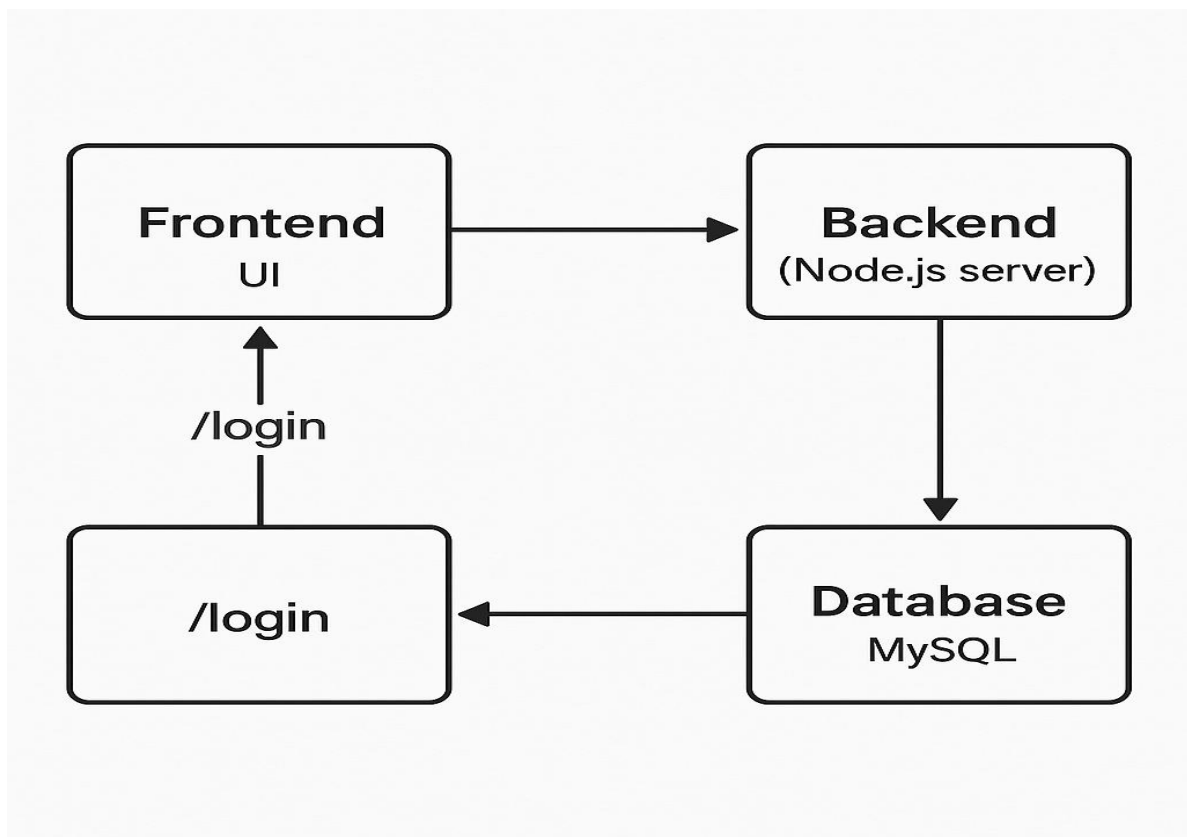 Frontend
UI
Backend
(Node.js server)
/login
/login
Database
MySQL